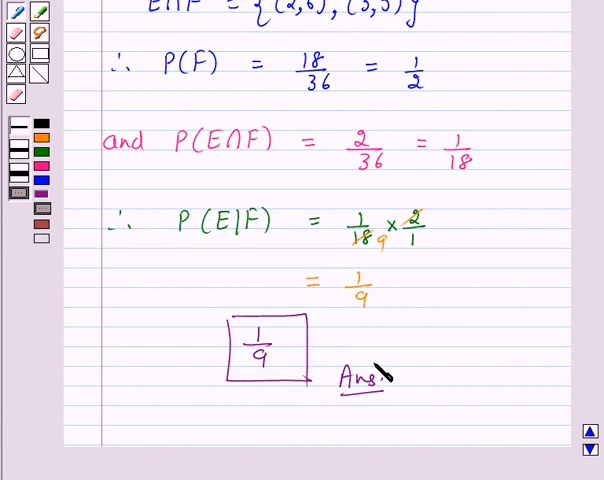 E∩F = {(2,6), (3,5)}
∴ P(F) = 18/36 = 1/2
and P(E∩F) = 2/36 = 1/18
∴ P(E|F) = 1/18 9 × 2/1
= 1/9
1/9
Ans.